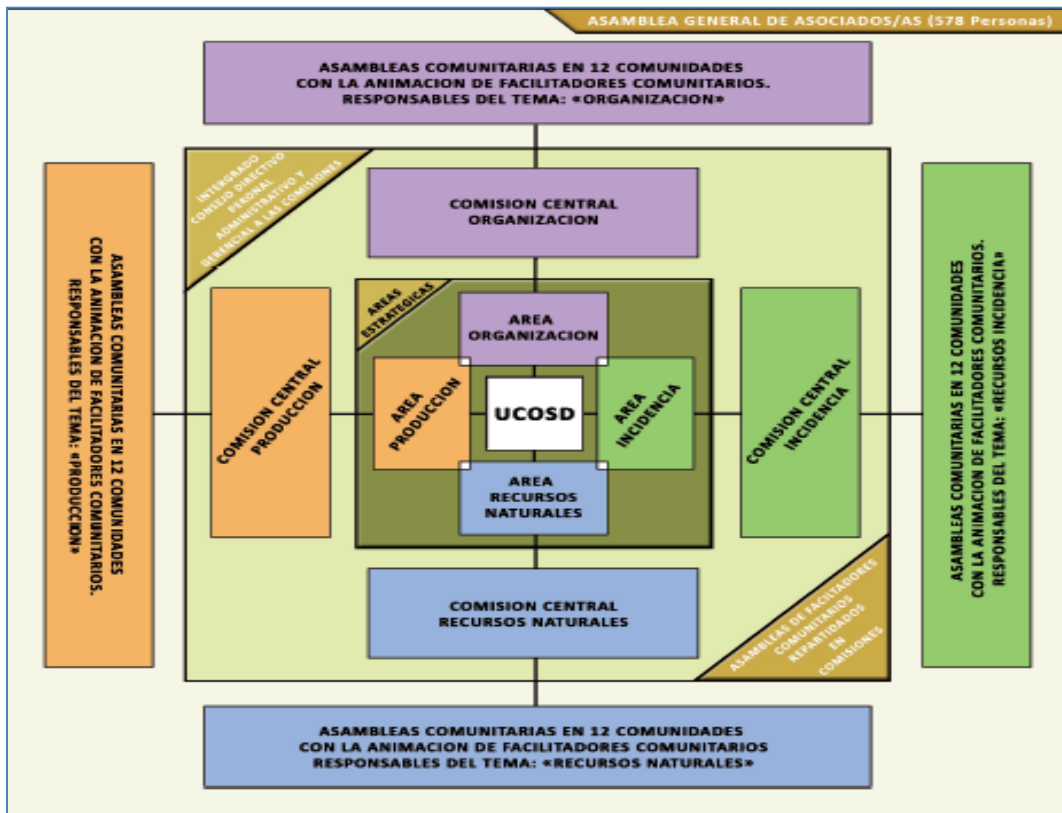 ASAMBLEA GENERAL DE ASOCIADOS/AS (578 Personas)
ASAMBLEAS COMUNITARIAS EN 12 COMUNIDADES
CON LA ANIMACION DE FACILITADORES COMUNITARIOS.
RESPONSABLES DEL TEMA: «ORGANIZACION»
INTERGRADO
CONSEJO DIRECTIVO
PERONAL
ADMINISTRATIVO Y
GERENCIAL A LAS COMISIONES
COMISION CENTRAL
ORGANIZACION
ASAMBLEAS COMUNITARIAS EN 12 COMUNIDADES
CON LA ANIMACION DE FACILITADORES COMUNITARIOS.
RESPONSABLES DEL TEMA: «PRODUCCION»
COMISION CENTRAL
PRODUCCION
AREAS
ESTRATEGICAS
AREA
ORGANIZACION
AREA
PRODUCCION
UCOSD
AREA
INCIDENCIA
AREA
RECURSOS
NATURALES
COMISION CENTRAL
INCIDENCIA
ASAMBLEAS COMUNITARIAS EN 12 COMUNIDADES
CON LA ANIMACION DE FACILITADORES COMUNITARIOS.
RESPONSABLES DEL TEMA: «RECURSOS INCIDENCIA»
COMISION CENTRAL
RECURSOS NATURALES
ASAMBLEAS DE FACILTADORES
COMUNITARIOS
REPARTIDADOS
EN
COMISIONES
ASAMBLEAS COMUNITARIAS EN 12 COMUNIDADES
CON LA ANIMACION DE FACILITADORES COMUNITARIOS
RESPONSABLES DEL TEMA: «RECURSOS NATURALES»